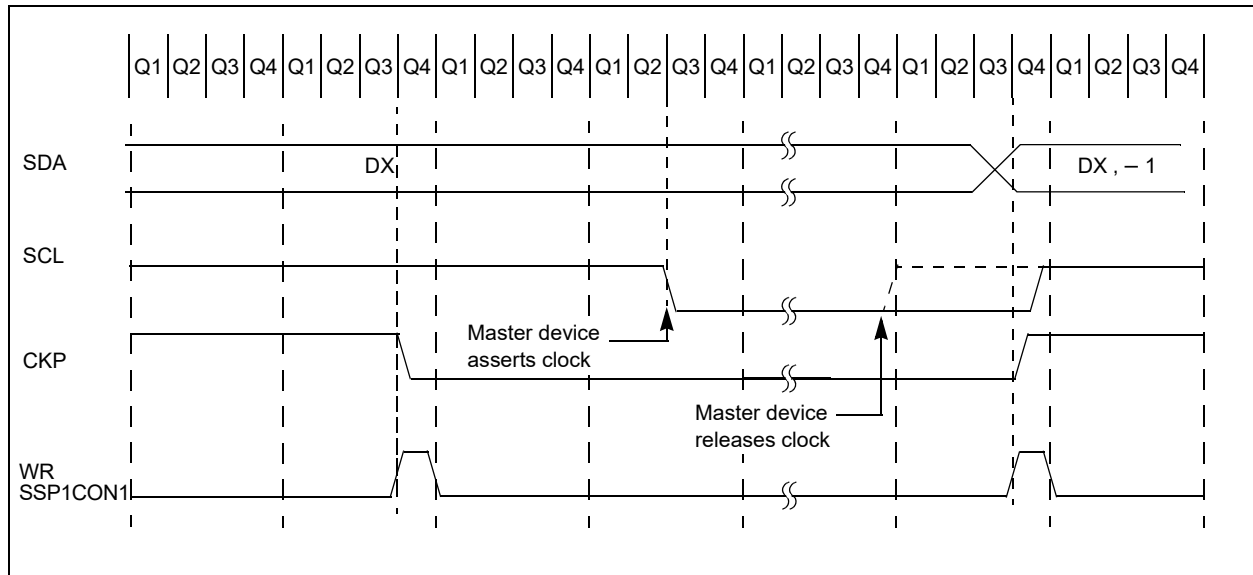 Q1 Q2 Q3 Q4 Q1 Q2 Q3 Q4 Q1 Q2 Q3 Q4 Q1 Q2 Q3 Q4 Q1 Q2 Q3 Q4 Q1 Q2 Q3 Q4 Q1 Q2 Q3 Q4
SDA
DX
DX , – 1
SCL
Master device
asserts clock
CKP
Master device
releases clock
WR
SSP1CON1